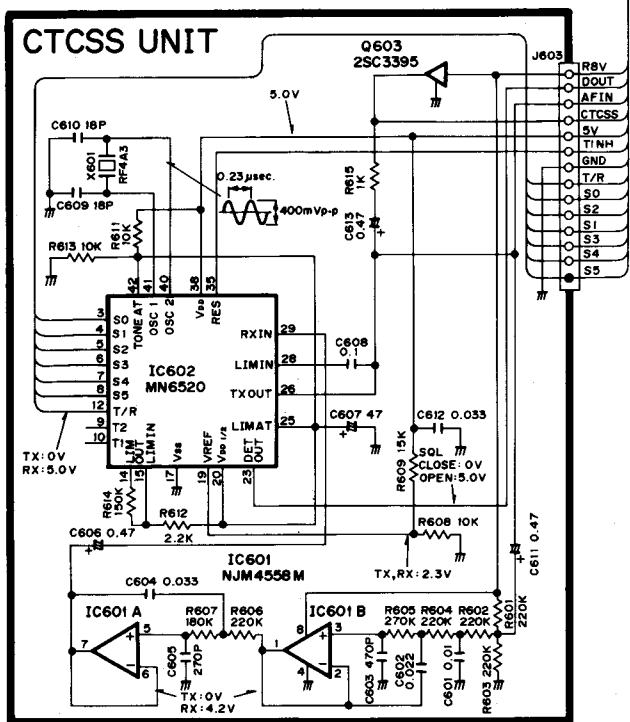 CTCSS UNIT
Q603
2SC3395
J603
R8V
DOUT
AFIN
CTCSS
5V
TINH
GND
T/R
S0
S2
S1
S3
S4
S5
5.0V
C610 18P
X601
RF4A3
C609 18P
0.23μsec.
400mVp-p
R615
1K
C613
0.47
R611
10K
R613 10K
42 41 40 38 35
TONEAT
OSC 1
OSC 2
VDD
RES
3 S0
4 S1
5 S2
6 S3
7 S4
8 S5
12 T/R
9 T2
10 T1
IC602
MN6520
RXIN 29
LIMIN 28
TXOUT 26
LIMAT 25
C608
0.1
C607 47
C612 0.033
TX:0V
RX:5.0V
LIM
OUT
LIMIN
VSS
VREF
VDD 1/2
DET
OUT
14 15 17 19 20 23
R609 15K
SQL
CLOSE: 0V
OPEN:5.0V
R614
150K
R612
2.2K
R608 10K
C606 0.47
IC601
NJM4558M
TX,RX:2.3V
C611 0.47
C604 0.033
IC601A
R607
180K
R606
220K
IC601B
R605
270K
R604
220K
R602
220K
R601
220K
7 5 6
C605
270P
1 8 3 4 2
C603 470P
C602
0.022
C601 0.01
R603 220K
TX:0V
RX:4.2V